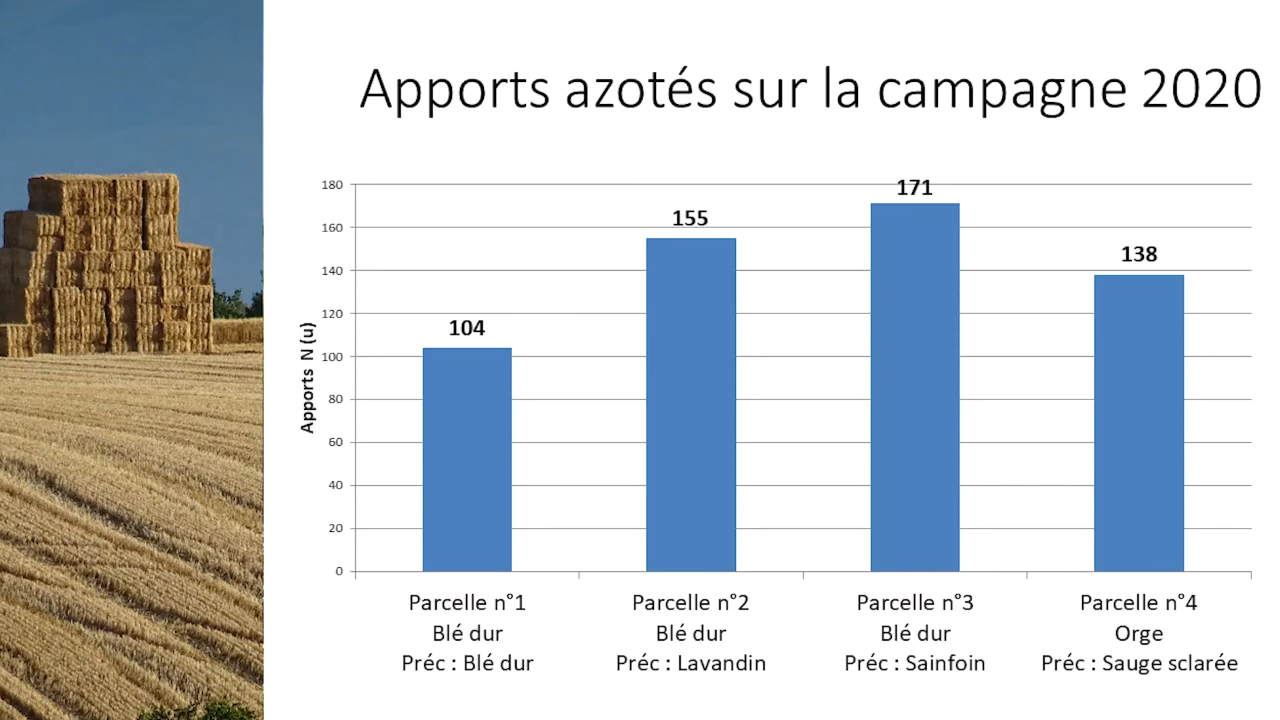 Apports azotés sur la campagne 2020
Apports N (u)
180
160
140
120
100
80
60
40
20
0
104
155
171
138
Parcelle n°1
Blé dur
Préc : Blé dur
Parcelle n°2
Blé dur
Préc : Lavandin
Parcelle n°3
Blé dur
Préc : Sainfoin
Parcelle n°4
Orge
Préc : Sauge sclarée